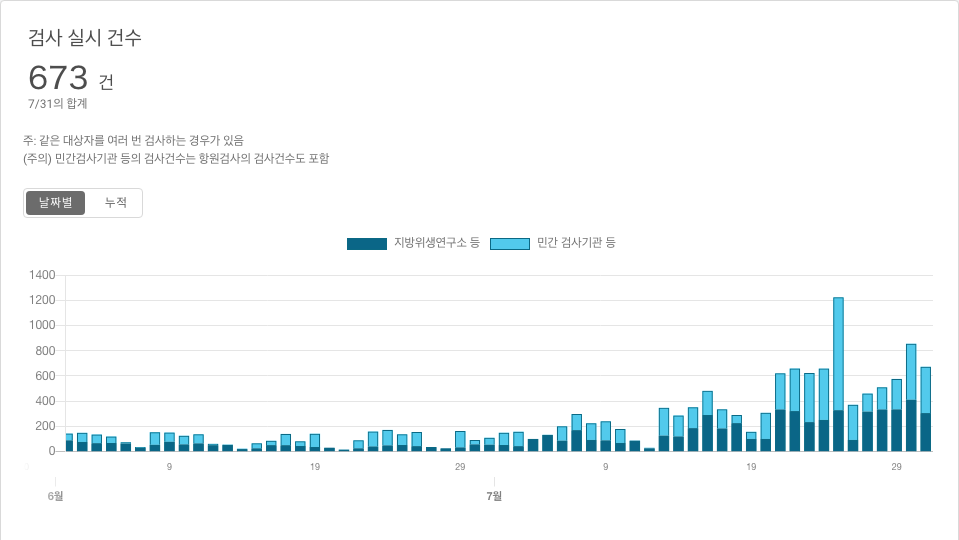 검사 실시 건수
673 건
7/31의 합계
주: 같은 대상자를 여러 번 검사하는 경우가 있음
(주의) 민간검사기관 등의 검사건수는 항원검사의 검사건수도 포함
날짜별 누적
지방위생연구소 등 민간 검사기관 등
1400
1200
1000
800
600
400
200
0
9 19 29 9 19 29
6월 7월